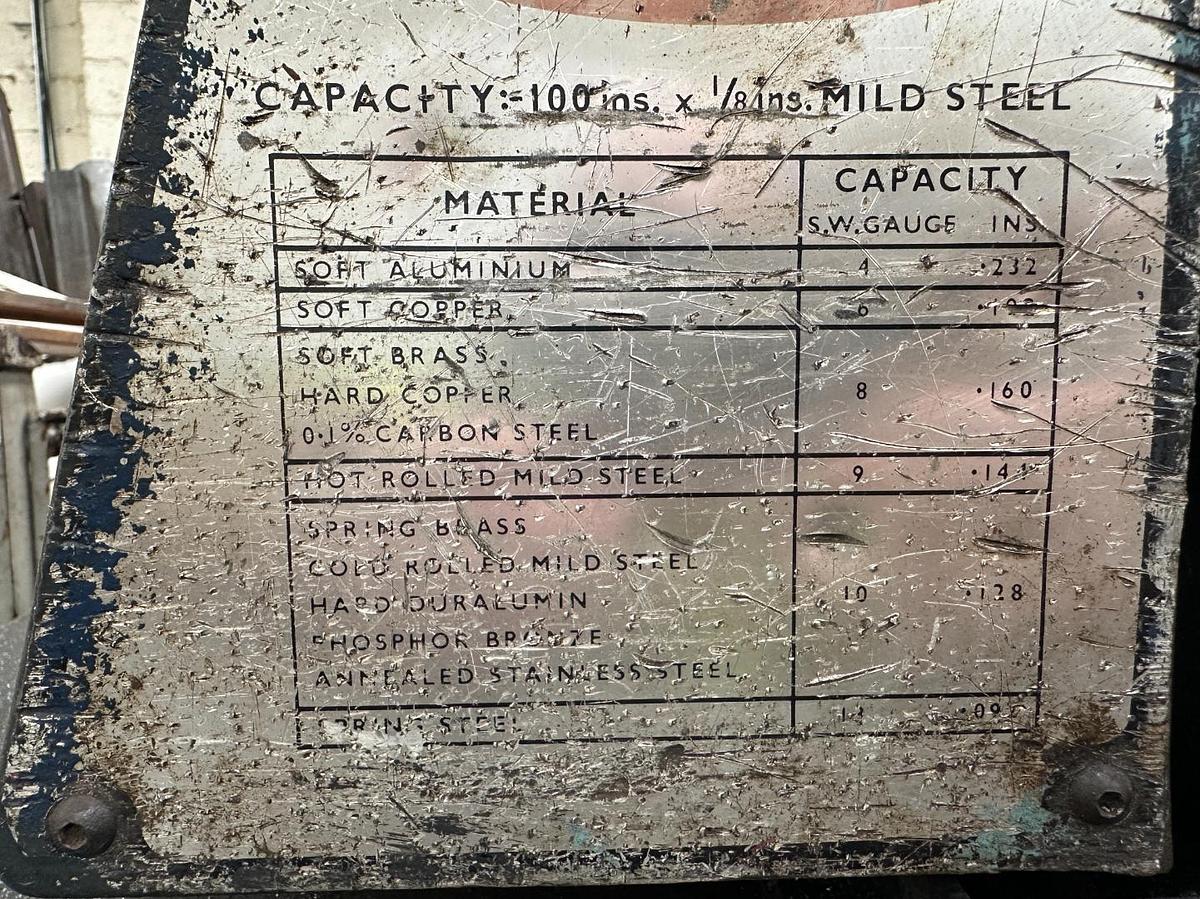 CAPACITY:-100 ins. x 1/8 ins. MILD STEEL
MATERIAL CAPACITY
S.W.GAUGE INS
SOFT ALUMINIUM 4 ·232
SOFT COPPER 6
SOFT BRASS
HARD COPPER 8 ·160
0·1% CARBON STEEL
HOT ROLLED MILD STEEL 9
SPRING BRASS
COLD ROLLED MILD STEEL
HARD DURALUMIN 10 ·128
PHOSPHOR BRONZE
ANNEALED STAINLESS STEEL
SPRING STEEL